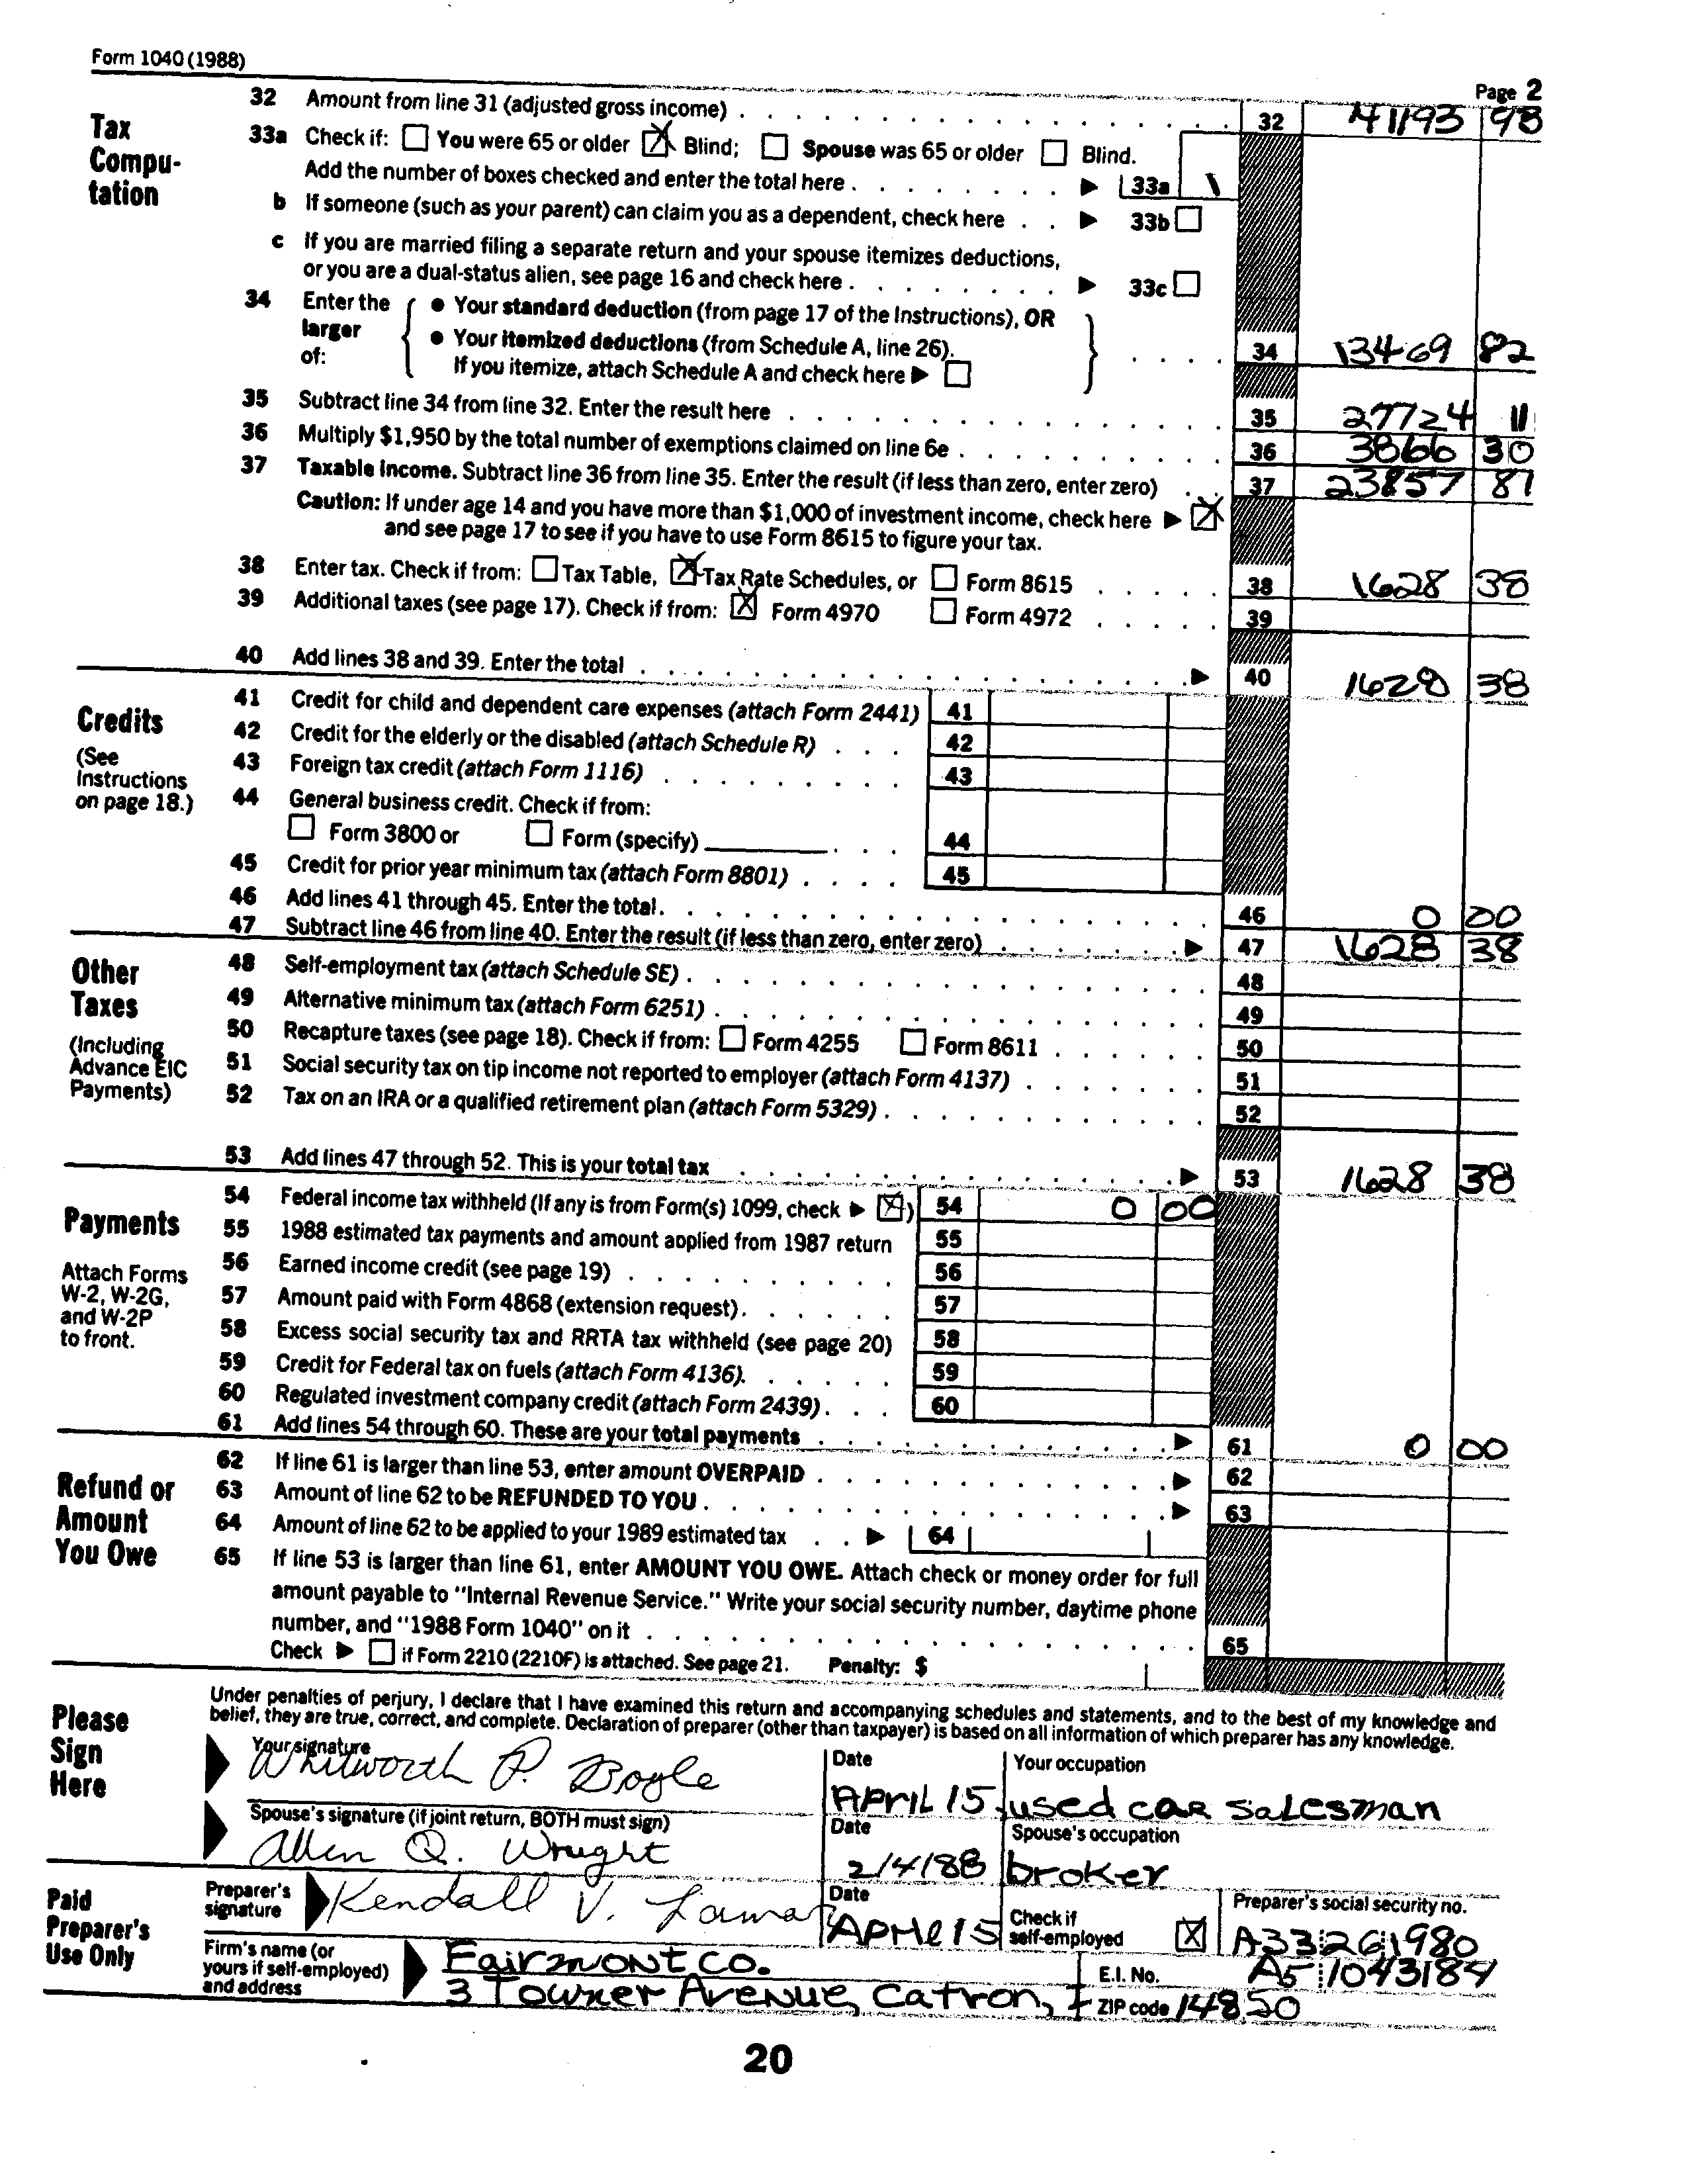 Form 1040 (1988)
Page 2
Tax Compu-tation
32 Amount from line 31 (adjusted gross income) 32 41193 93
33a Check if: You were 65 or older X Blind; Spouse was 65 or older Blind.
Add the number of boxes checked and enter the total here 33a 1
b If someone (such as your parent) can claim you as a dependent, check here 33b
c If you are married filing a separate return and your spouse itemizes deductions,
or you are a dual-status alien, see page 16 and check here 33c
34 Enter the larger of: • Your standard deduction (from page 17 of the Instructions), OR
• Your itemized deductions (from Schedule A, line 26).
If you itemize, attach Schedule A and check here 34 13469 82
35 Subtract line 34 from line 32. Enter the result here 35 27724 11
36 Multiply $1,950 by the total number of exemptions claimed on line 6e 36 3866 30
37 Taxable income. Subtract line 36 from line 35. Enter the result (if less than zero, enter zero) 37 23857 81
Caution: If under age 14 and you have more than $1,000 of investment income, check here X
and see page 17 to see if you have to use Form 8615 to figure your tax.
38 Enter tax. Check if from: Tax Table, X Tax Rate Schedules, or Form 8615 38 1628 38
39 Additional taxes (see page 17). Check if from: X Form 4970 Form 4972 39
40 Add lines 38 and 39. Enter the total 40 1628 38
Credits
(See Instructions on page 18.)
41 Credit for child and dependent care expenses (attach Form 2441) 41
42 Credit for the elderly or the disabled (attach Schedule R) 42
43 Foreign tax credit (attach Form 1116) 43
44 General business credit. Check if from:
Form 3800 or Form (specify) 44
45 Credit for prior year minimum tax (attach Form 8801) 45
46 Add lines 41 through 45. Enter the total. 46 0 00
47 Subtract line 46 from line 40. Enter the result (if less than zero, enter zero) 47 1628 38
Other Taxes
(Including Advance EIC Payments)
48 Self-employment tax (attach Schedule SE) 48
49 Alternative minimum tax (attach Form 6251) 49
50 Recapture taxes (see page 18). Check if from: Form 4255 Form 8611 50
51 Social security tax on tip income not reported to employer (attach Form 4137) 51
52 Tax on an IRA or a qualified retirement plan (attach Form 5329) 52
53 Add lines 47 through 52. This is your total tax 53 1628 38
Payments
Attach Forms W-2, W-2G, and W-2P to front.
54 Federal income tax withheld (If any is from Form(s) 1099, check X) 54 0 00
55 1988 estimated tax payments and amount applied from 1987 return 55
56 Earned income credit (see page 19) 56
57 Amount paid with Form 4868 (extension request) 57
58 Excess social security tax and RRTA tax withheld (see page 20) 58
59 Credit for Federal tax on fuels (attach Form 4136) 59
60 Regulated investment company credit (attach Form 2439) 60
61 Add lines 54 through 60. These are your total payments 61 0 00
Refund or Amount You Owe
62 If line 61 is larger than line 53, enter amount OVERPAID 62
63 Amount of line 62 to be REFUNDED TO YOU 63
64 Amount of line 62 to be applied to your 1989 estimated tax 64
65 If line 53 is larger than line 61, enter AMOUNT YOU OWE. Attach check or money order for full
amount payable to "Internal Revenue Service." Write your social security number, daytime phone
number, and "1988 Form 1040" on it 65
Check if Form 2210 (2210F) is attached. See page 21. Penalty: $
Please Sign Here
Under penalties of perjury, I declare that I have examined this return and accompanying schedules and statements, and to the best of my knowledge and
belief, they are true, correct, and complete. Declaration of preparer (other than taxpayer) is based on all information of which preparer has any knowledge.
Your signature Date Your occupation
Whitworth P. Boyle April 15 used car salesman
Spouse's signature (if joint return, BOTH must sign) Date Spouse's occupation
Allen Q. Wright 2/4/88 broker
Paid Preparer's Use Only
Preparer's signature Kendall V. Lamar Date April 15 Check if self-employed X Preparer's social security no. A33 26 1980
Firm's name (or yours if self-employed) and address Fairmont Co. E.I. No. A5 1043184
3 Towner Avenue, Catron, ZIP code 14850
20